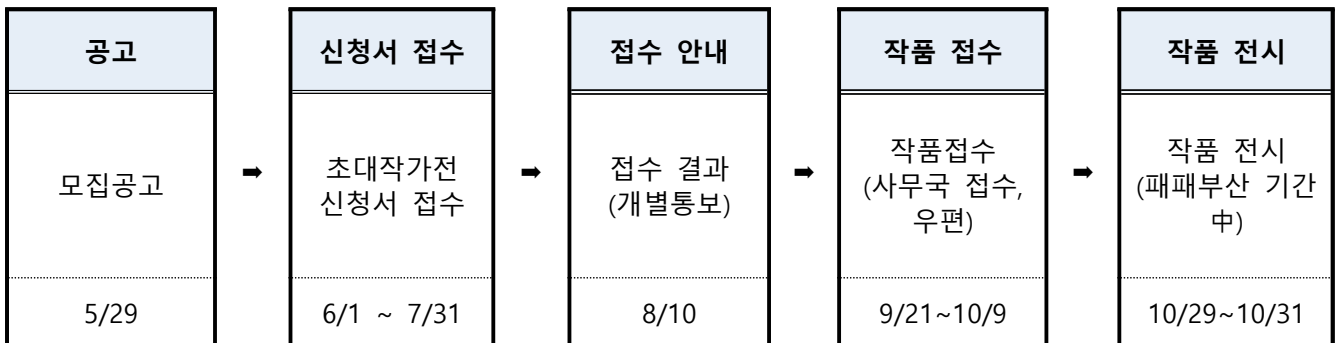 공고
모집공고
5/29
➡
신청서 접수
초대작가전
신청서 접수
6/1 ~ 7/31
➡
접수 안내
접수 결과
(개별통보)
8/10
➡
작품 접수
작품접수
(사무국 접수,
우편)
9/21~10/9
➡
작품 전시
작품 전시
(패패부산 기간
中)
10/29~10/31